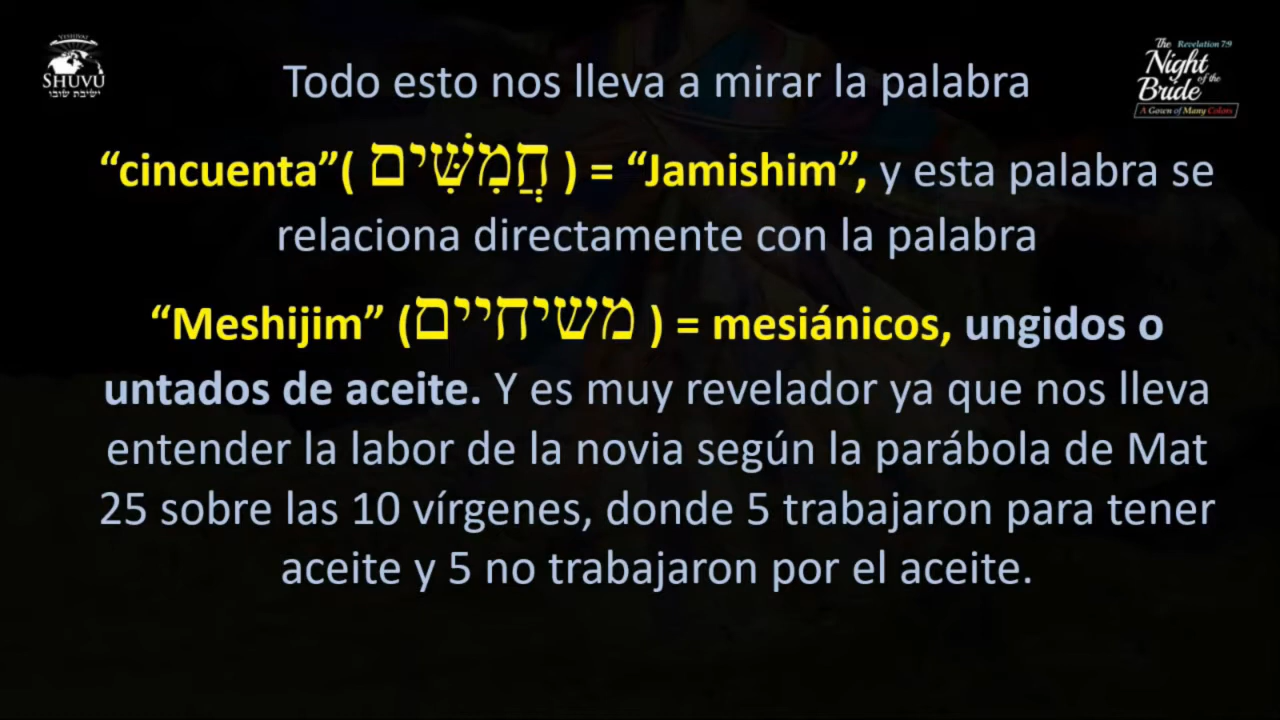 YESHIVAT
SHUVU
ישיבת שובו
The Revelation 7:9
Night
of the
Bride
A Gown of Many Colors
Todo esto nos lleva a mirar la palabra
“cincuenta”( חֲמִשִּׁים ) = “Jamishim”, y esta palabra se
relaciona directamente con la palabra
“Meshijim” (משיחיים ) = mesiánicos, ungidos o
untados de aceite. Y es muy revelador ya que nos lleva
entender la labor de la novia según la parábola de Mat
25 sobre las 10 vírgenes, donde 5 trabajaron para tener
aceite y 5 no trabajaron por el aceite.